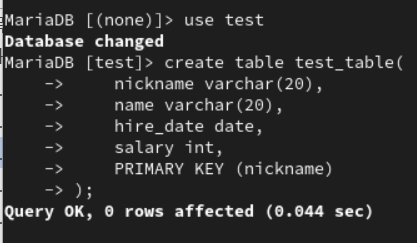 MariaDB [(none)]> use test
Database changed
MariaDB [test]> create table test_table(
    ->     nickname varchar(20),
    ->     name varchar(20),
    ->     hire_date date,
    ->     salary int,
    ->     PRIMARY KEY (nickname)
    -> );
Query OK, 0 rows affected (0.044 sec)